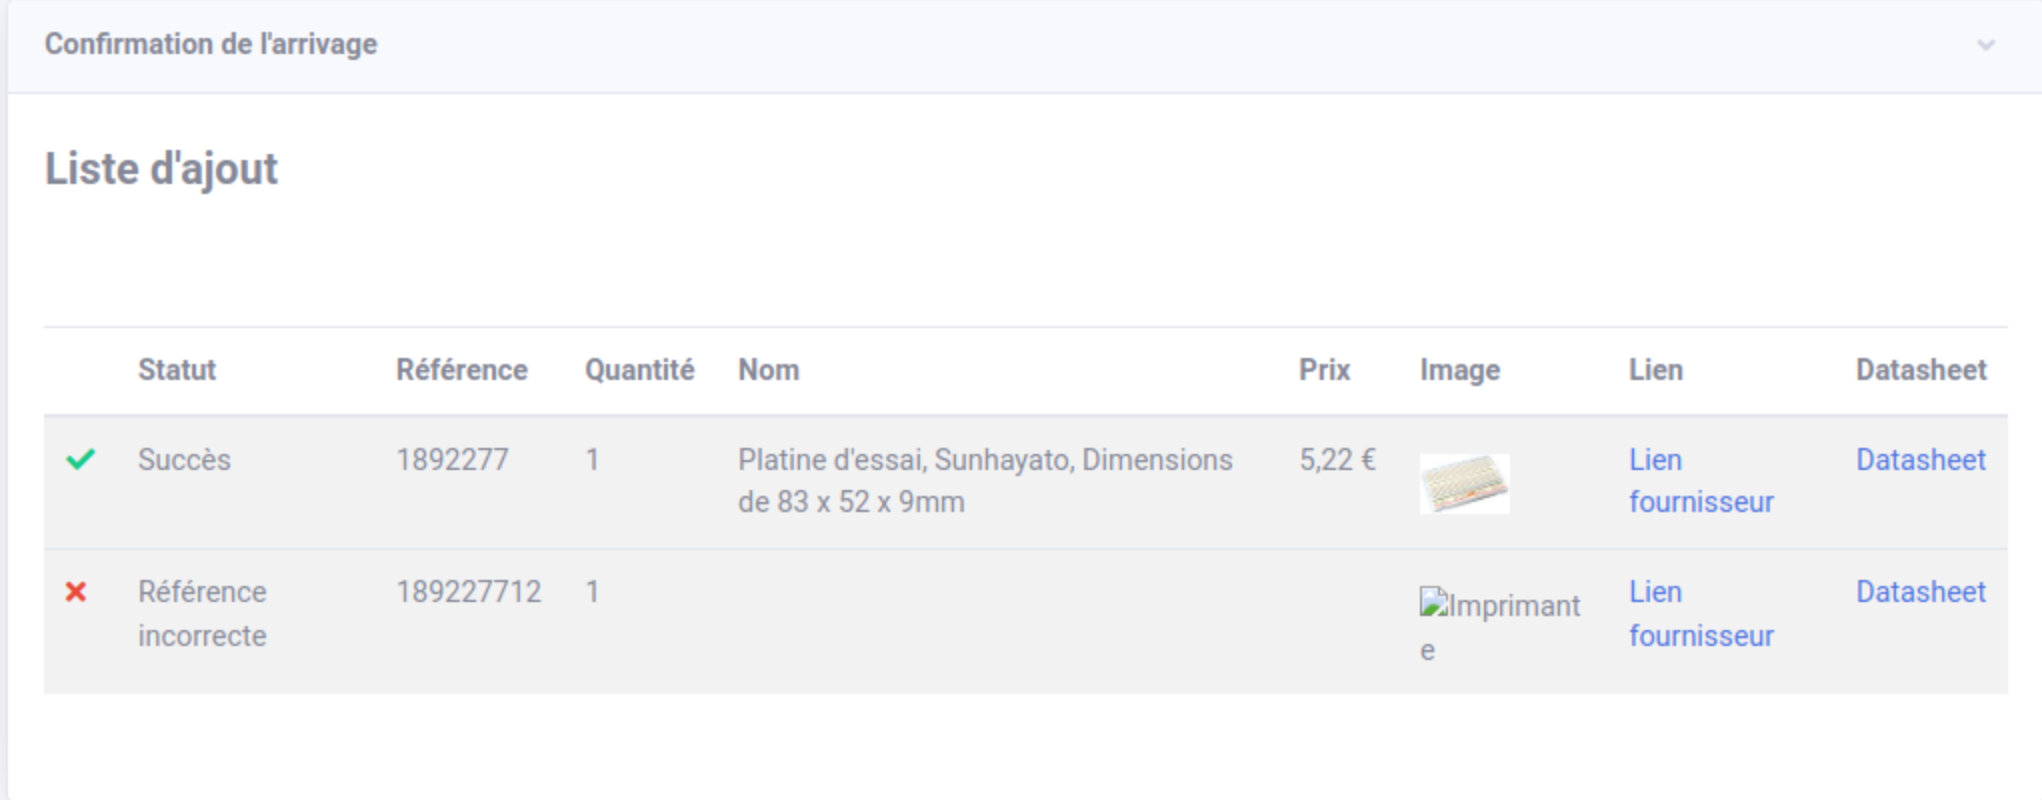 Confirmation de l'arrivage
Liste d'ajout
Statut Référence Quantité Nom Prix Image Lien Datasheet
Succès 1892277 1 Platine d'essai, Sunhayato, Dimensions 5,22 € Lien Datasheet
de 83 x 52 x 9mm fournisseur
Référence 189227712 1 Imprimant Lien Datasheet
incorrecte e fournisseur